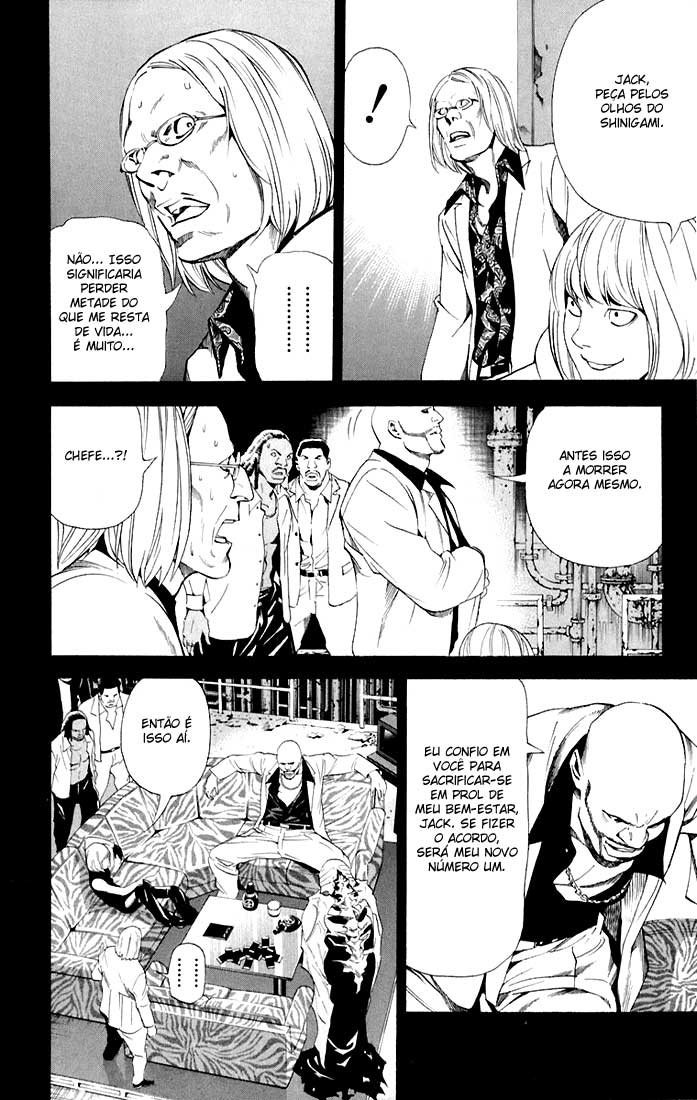 JACK,
PEÇA PELOS
OLHOS DO
SHINIGAMI.
!
NÃO... ISSO
SIGNIFICARIA
PERDER
METADE DO
QUE ME RESTA
DE VIDA...
É MUITO...
........
ANTES ISSO
A MORRER
AGORA MESMO.
CHEFE...?!
EU CONFIO EM
VOCÊ PARA
SACRIFICAR-SE
EM PROL DE
MEU BEM-ESTAR,
JACK. SE FIZER
O ACORDO,
SERÁ MEU NOVO
NÚMERO UM.
ENTÃO É
ISSO AÍ.
......